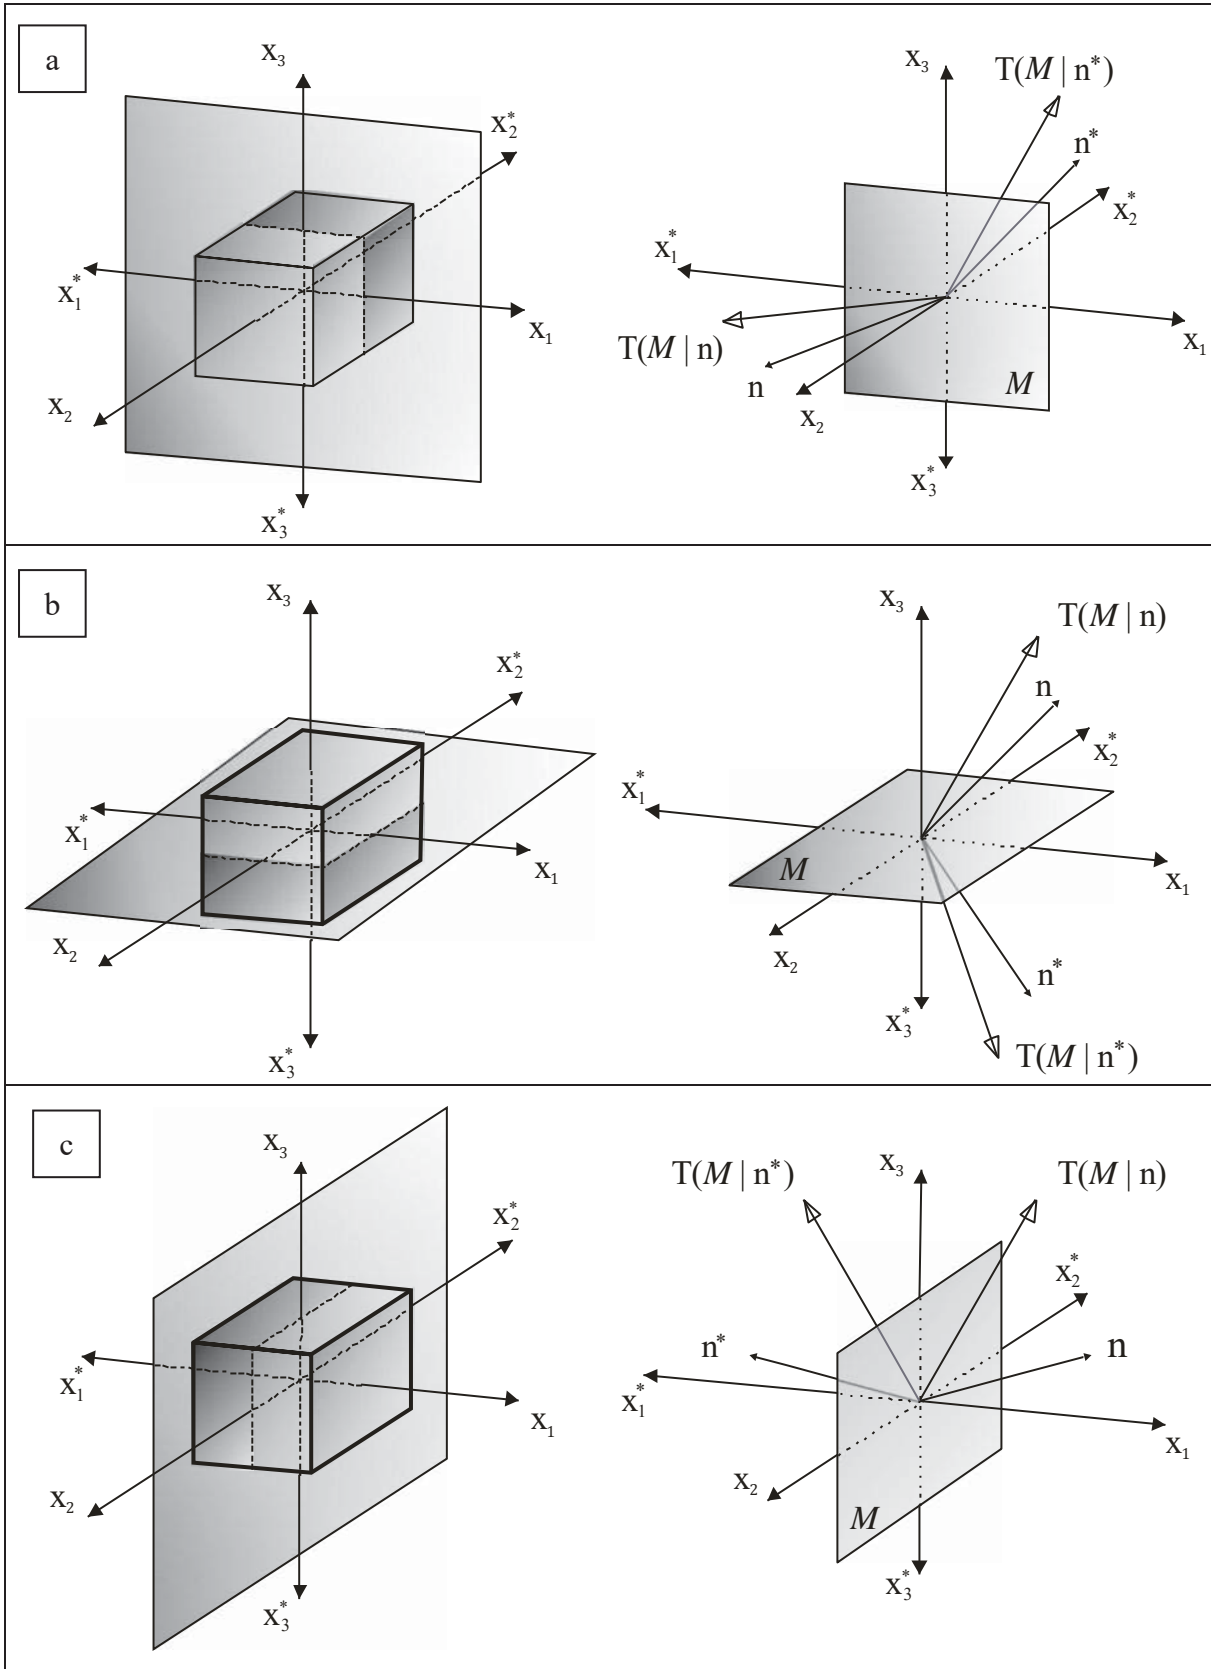 a
x₃
x₂*
x₁*
x₁
x₂
x₃*
x₃
T(M | n*)
n*
x₂*
x₁*
T(M | n)
n
x₂
M
x₁
x₃*
b
x₃
x₂*
x₁*
x₁
x₂
x₃*
x₃
T(M | n)
n
x₂*
x₁*
M
x₁
x₂
n*
x₃*
T(M | n*)
c
x₃
x₂*
x₁*
x₁
x₂
x₃*
T(M | n*)
x₃
T(M | n)
x₂*
n*
n
x₁*
x₁
x₂
M
x₃*